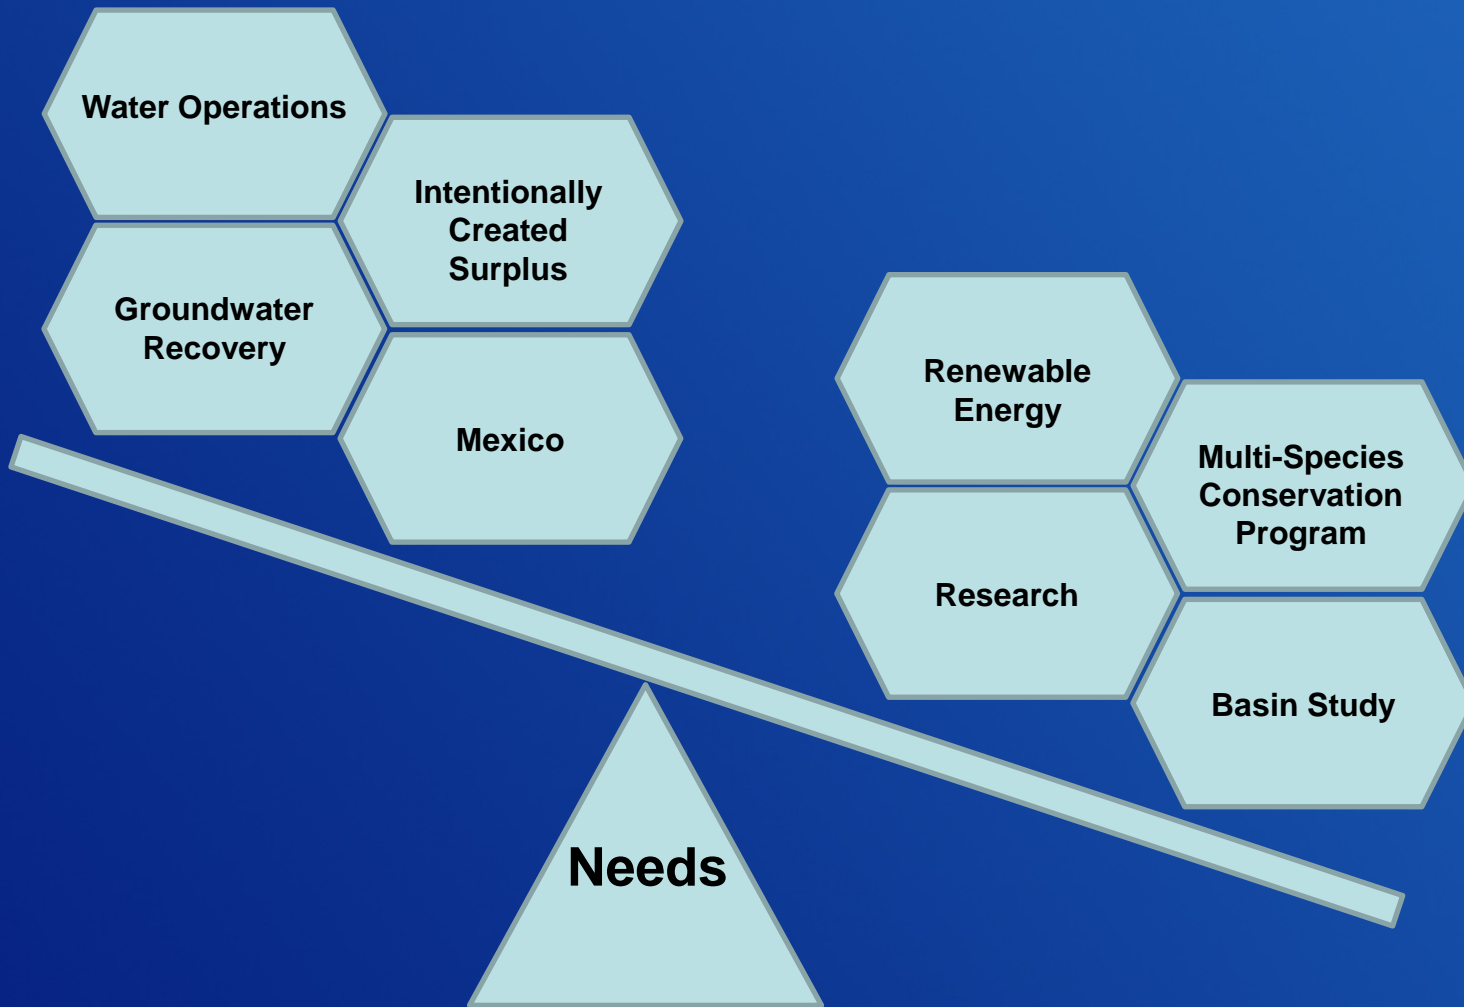 Water Operations
Intentionally
Created
Surplus
Groundwater
Recovery
Mexico
Renewable
Energy
Multi-Species
Conservation
Program
Research
Basin Study
Needs